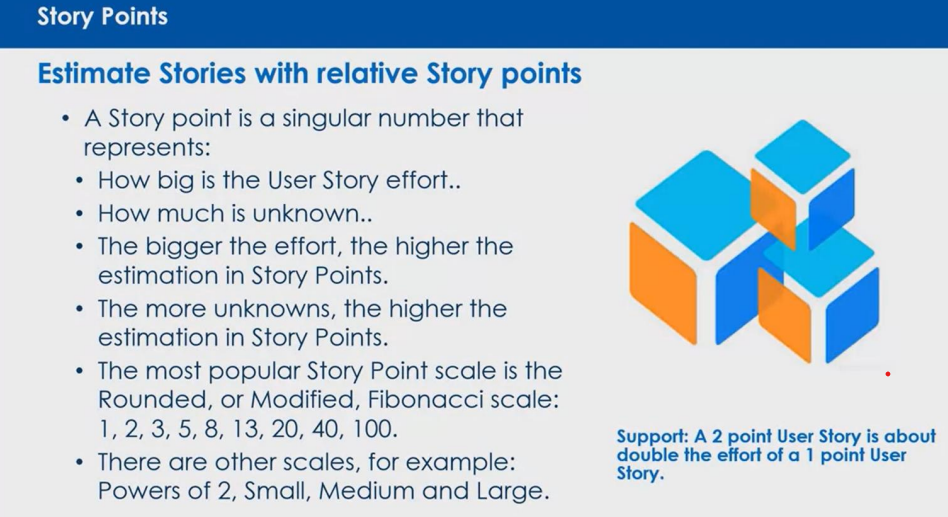 Story Points
Estimate Stories with relative Story points
• A Story point is a singular number that
represents:
• How big is the User Story effort..
• How much is unknown..
• The bigger the effort, the higher the
estimation in Story Points.
• The more unknowns, the higher the
estimation in Story Points.
• The most popular Story Point scale is the
Rounded, or Modified, Fibonacci scale:
1, 2, 3, 5, 8, 13, 20, 40, 100.
• There are other scales, for example:
Powers of 2, Small, Medium and Large.
Support: A 2 point User Story is about
double the effort of a 1 point User
Story.